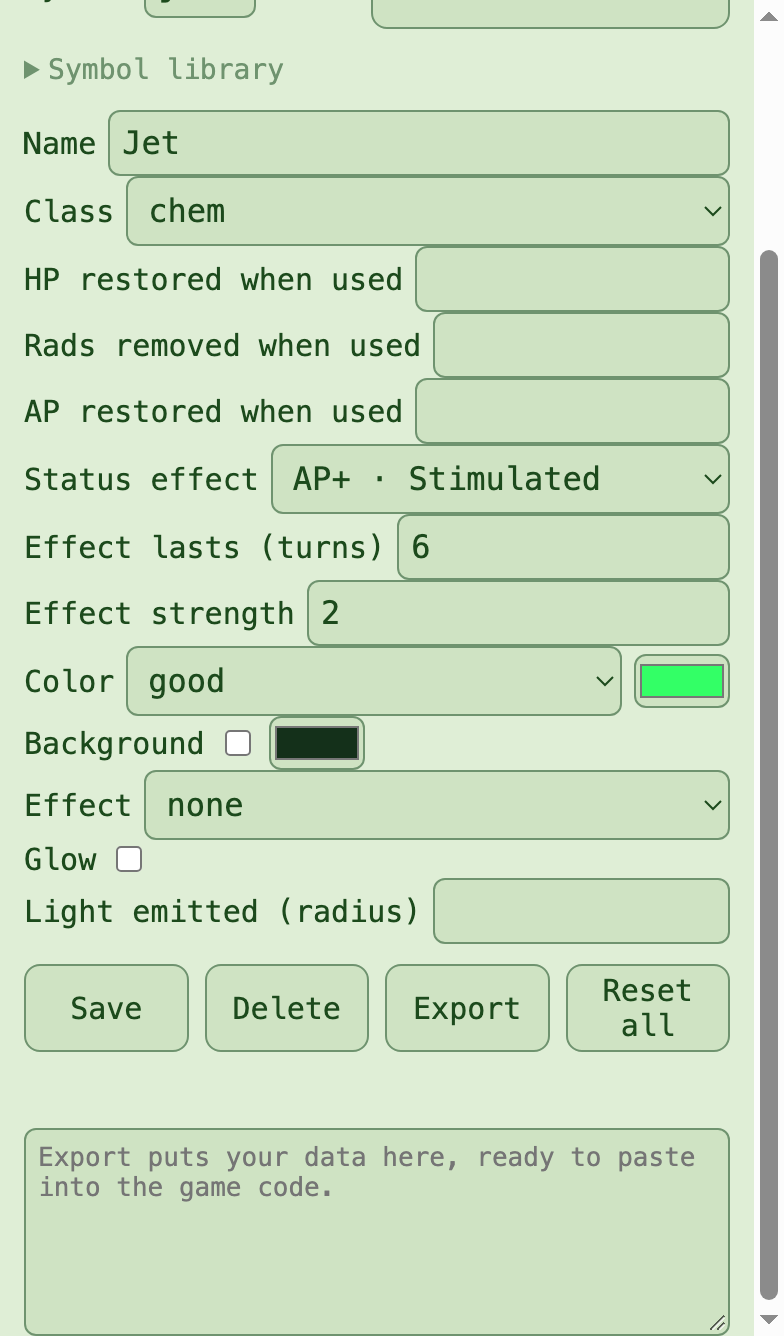 Symbol library
Name Jet
Class chem
HP restored when used
Rads removed when used
AP restored when used
Status effect AP+ · Stimulated
Effect lasts (turns) 6
Effect strength 2
Color good
Background
Effect none
Glow
Light emitted (radius)
Save Delete Export Reset all
Export puts your data here, ready to paste
into the game code.